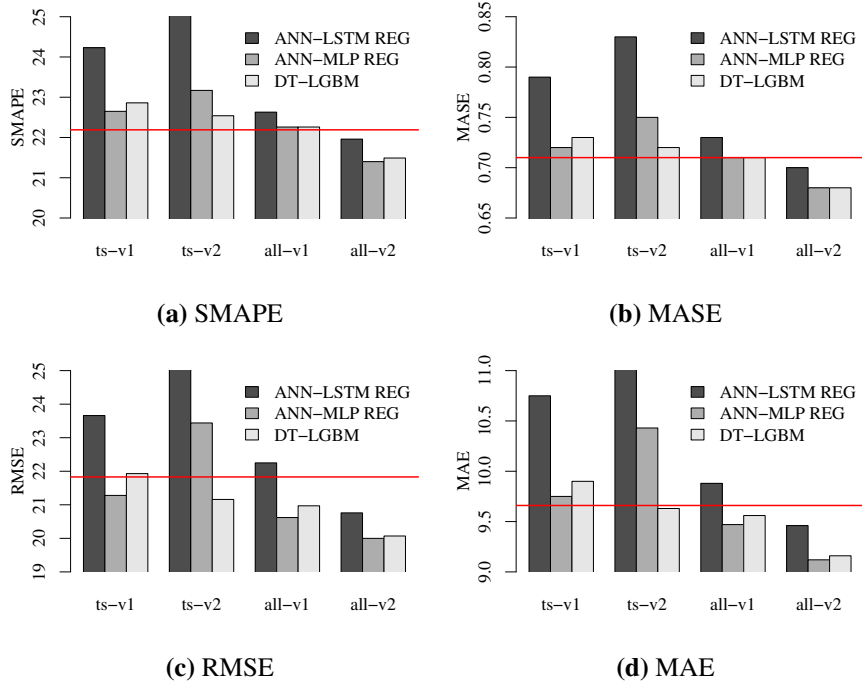 SMAPE
20 21 22 23 24 25
ANN−LSTM REG
ANN−MLP REG
DT−LGBM
ts−v1 ts−v2 all−v1 all−v2
(a) SMAPE
MASE
0.65 0.70 0.75 0.80 0.85
ANN−LSTM REG
ANN−MLP REG
DT−LGBM
ts−v1 ts−v2 all−v1 all−v2
(b) MASE
RMSE
19 20 21 22 23 24 25
ANN−LSTM REG
ANN−MLP REG
DT−LGBM
ts−v1 ts−v2 all−v1 all−v2
(c) RMSE
MAE
9.0 9.5 10.0 10.5 11.0
ANN−LSTM REG
ANN−MLP REG
DT−LGBM
ts−v1 ts−v2 all−v1 all−v2
(d) MAE